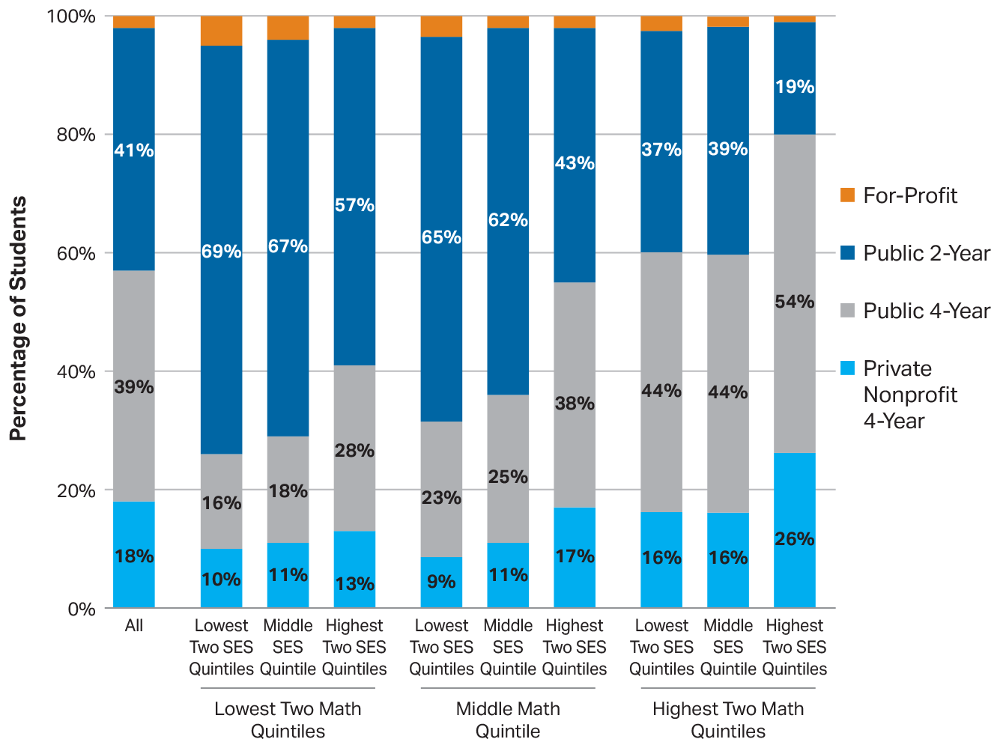 100%
80%
60%
40%
20%
0%
Percentage of Students
41%
39%
18%
69%
16%
10%
67%
18%
11%
57%
28%
13%
65%
23%
9%
62%
25%
11%
43%
38%
17%
37%
44%
16%
39%
44%
16%
19%
54%
26%
For-Profit
Public 2-Year
Public 4-Year
Private
Nonprofit
4-Year
All
Lowest
Two SES
Quintiles
Middle
SES
Quintile
Highest
Two SES
Quintiles
Lowest
Two SES
Quintiles
Middle
SES
Quintile
Highest
Two SES
Quintiles
Lowest
Two SES
Quintiles
Middle
SES
Quintile
Highest
Two SES
Quintiles
Lowest Two Math
Quintiles
Middle Math
Quintile
Highest Two Math
Quintiles